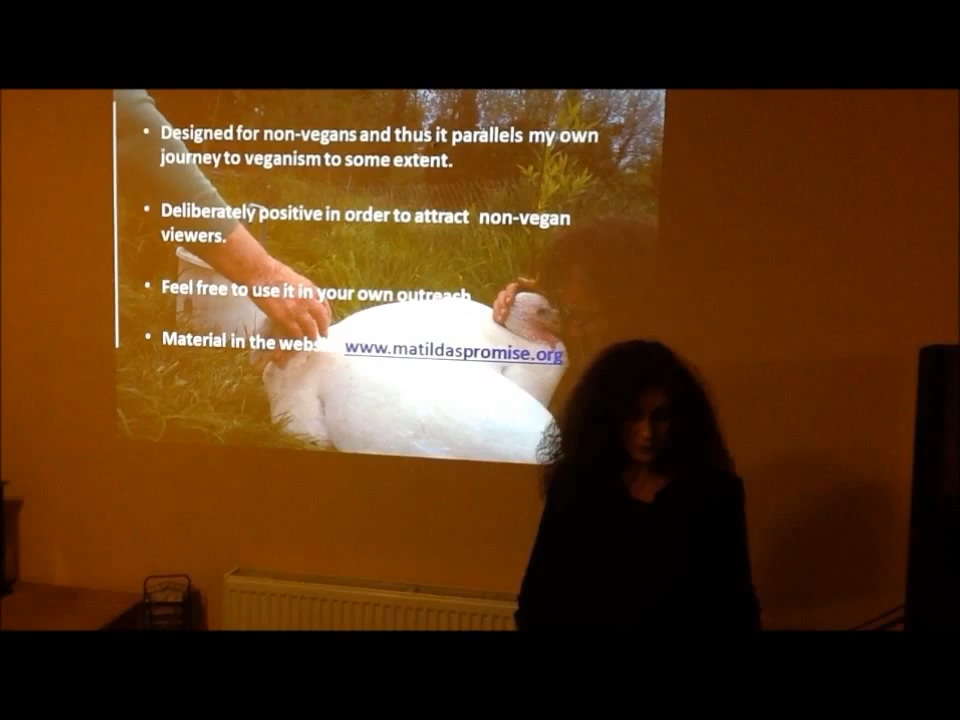 • Designed for non-vegans and thus it parallels my own
journey to veganism to some extent.
• Deliberately positive in order to attract non-vegan
viewers.
• Feel free to use it in your own outreach
• Material in the www.matildaspromise.org